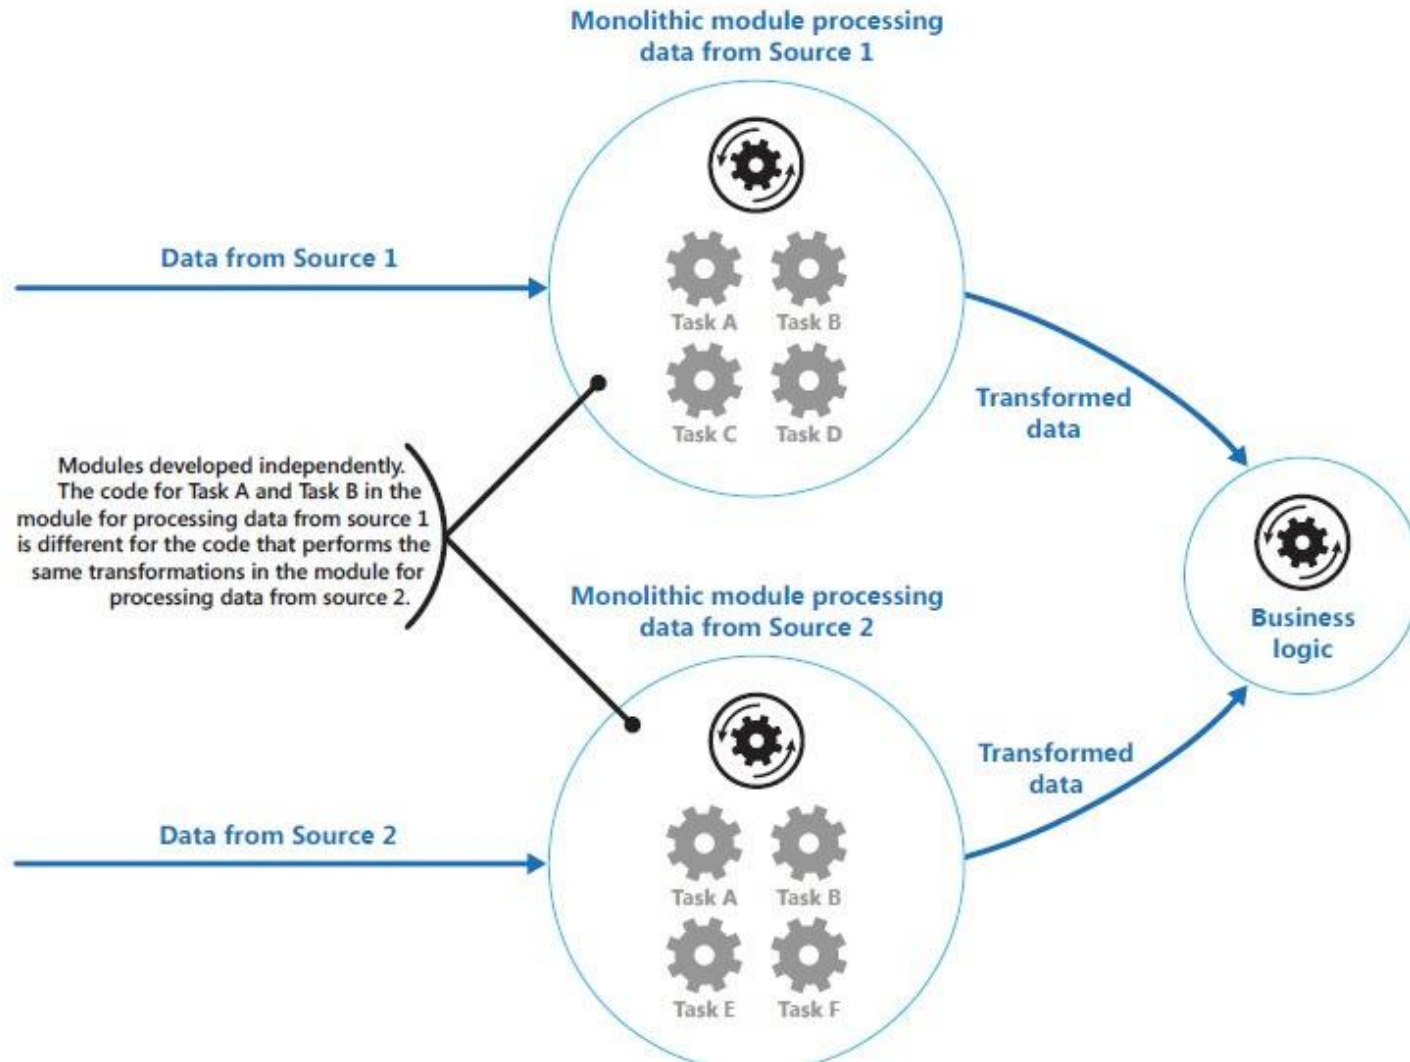 Monolithic module processing
data from Source 1
Data from Source 1
Task A
Task B
Task C
Task D
Transformed
data
Modules developed independently.
The code for Task A and Task B in the
module for processing data from source 1
is different for the code that performs the
same transformations in the module for
processing data from source 2.
Business
logic
Monolithic module processing
data from Source 2
Data from Source 2
Task A
Task B
Task E
Task F
Transformed
data